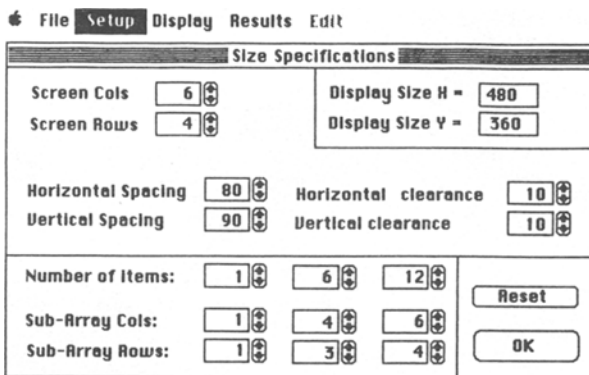 File Setup Display Results Edit
Size Specifications
Screen Cols 6
Screen Rows 4
Display Size H = 480
Display Size Y = 360
Horizontal Spacing 80
Vertical Spacing 90
Horizontal clearance 10
Vertical clearance 10
Number of Items: 1 6 12
Sub-Array Cols: 1 4 6
Sub-Array Rows: 1 3 4
Reset
OK